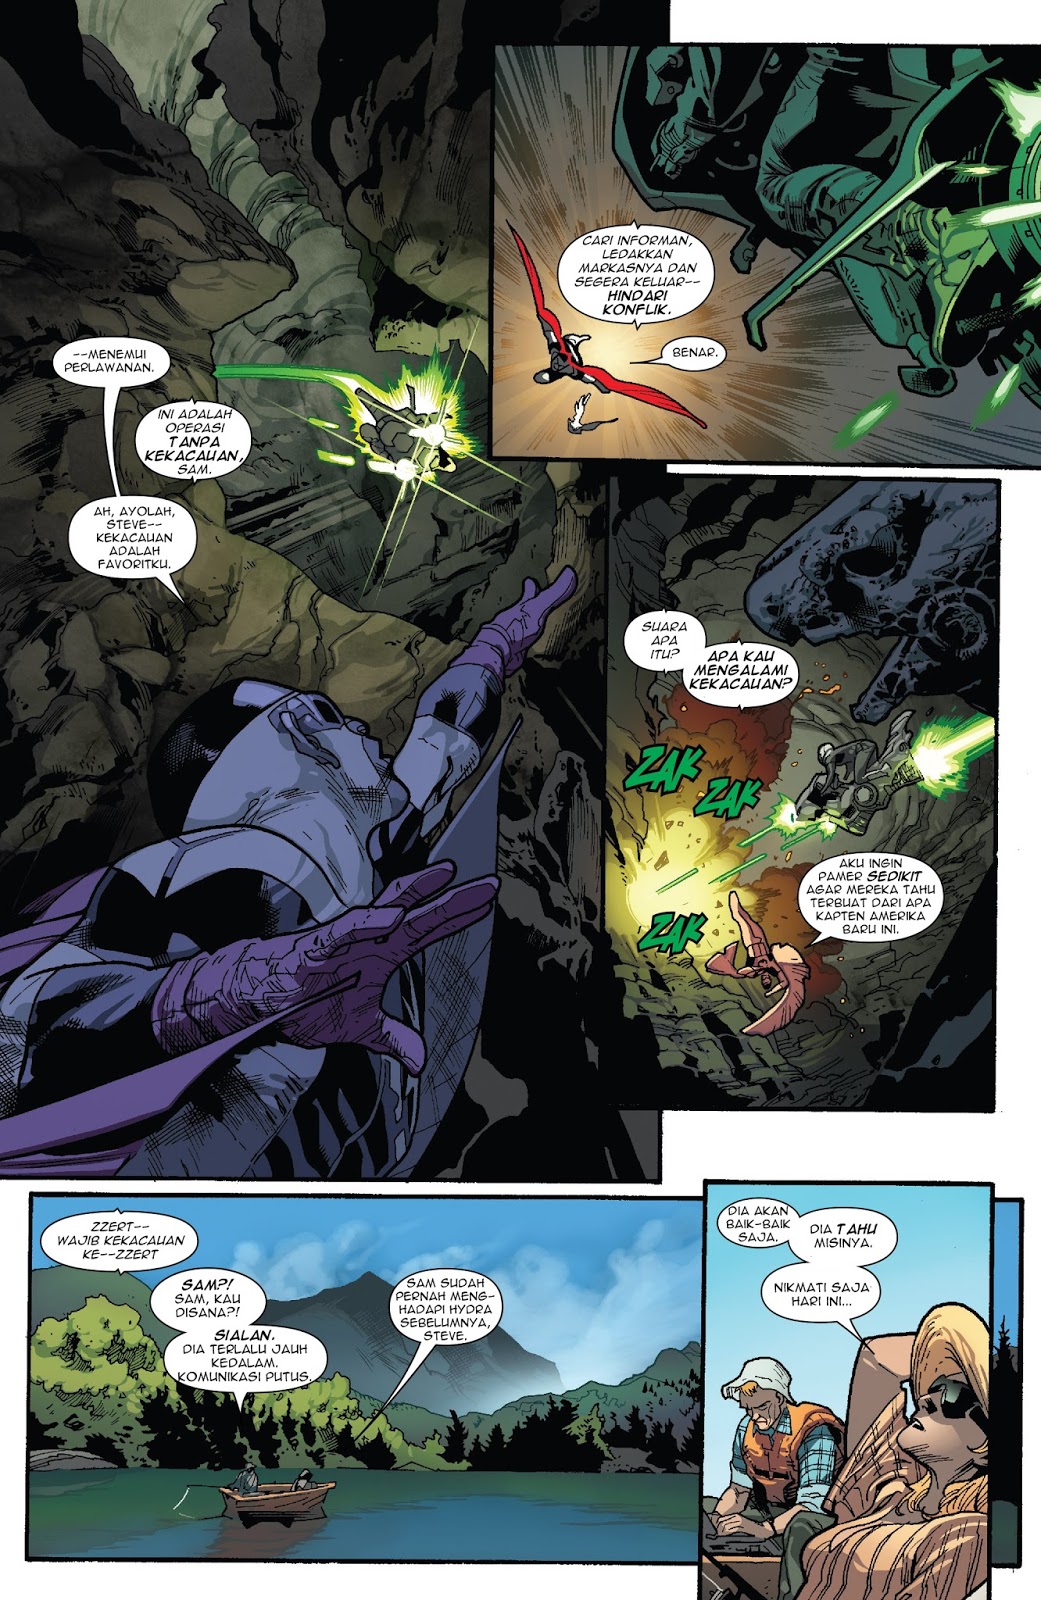 --MENEMUI
PERLAWANAN.
INI ADALAH
OPERASI
TANPA
KEKACAUAN,
SAM.
AH, AYOLAH,
STEVE--
KEKACAUAN
ADALAH
FAVORITKU.
CARI INFORMAN,
LEDAKKAN
MARKASNYA DAN
SEGERA KELUAR--
HINDARI
KONFLIK.
BENAR.
SUARA
APA
ITU?
APA KAU
MENGALAMI
KEKACAUAN?
ZAK
ZAK
ZAK
AKU INGIN
PAMER SEDIKIT
AGAR MEREKA TAHU
TERBUAT DARI APA
KAPTEN AMERIKA
BARU INI.
ZZERT--
WAJIB KEKACAUAN
KE--ZZERT
SAM?!
SAM, KAU
DISANA?!
SIALAN.
DIA TERLALU JAUH
KEDALAM.
KOMUNIKASI PUTUS.
SAM SUDAH
PERNAH MENG-
HADAPI HYDRA
SEBELUMNYA,
STEVE.
DIA AKAN
BAIK-BAIK
SAJA.
DIA TAHU
MISINYA.
NIKMATI SAJA
HARI INI...